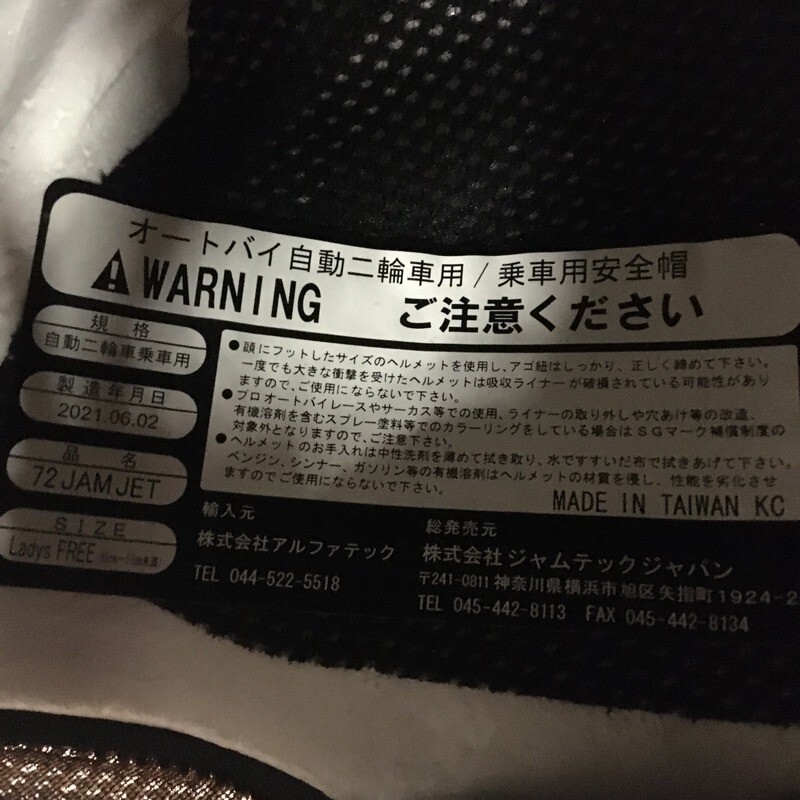 オートバイ自動二輪車用/乗車用安全帽
WARNING ご注意ください
規格
自動二輪車乗車用
製造年月日
2021.06.02
品名
72JAMJET
SIZE
Ladys FREE
●頭にフットしたサイズのヘルメットを使用し、アゴ紐はしっかり、正しく締めて下さい。
一度でも大きな衝撃を受けたヘルメットは吸収ライナーが破損されている可能性があり
ますので、ご使用にならないで下さい。
●プロオートバイレースやサーカス等での使用、ライナーの取り外しや穴あけ等の改造、
有機溶剤を含むスプレー塗料等でのカラーリングをしている場合はSGマーク補償制度の
対象外となりますので、ご注意下さい。
●ヘルメットのお手入れは中性洗剤を薄めて拭き取り、水ですすいだ布で拭きあげて下さい。
ベンジン、シンナー、ガソリン等の有機溶剤はヘルメットの材質を侵し、性能を劣化させ
ますのでご使用にならないで下さい。
MADE IN TAIWAN KC
輸入元
株式会社アルファテック
TEL 044-522-5518
総発売元
株式会社ジャムテックジャパン
〒241-0811 神奈川県横浜市旭区矢指町1924-2
TEL 045-442-8113 FAX 045-442-8134